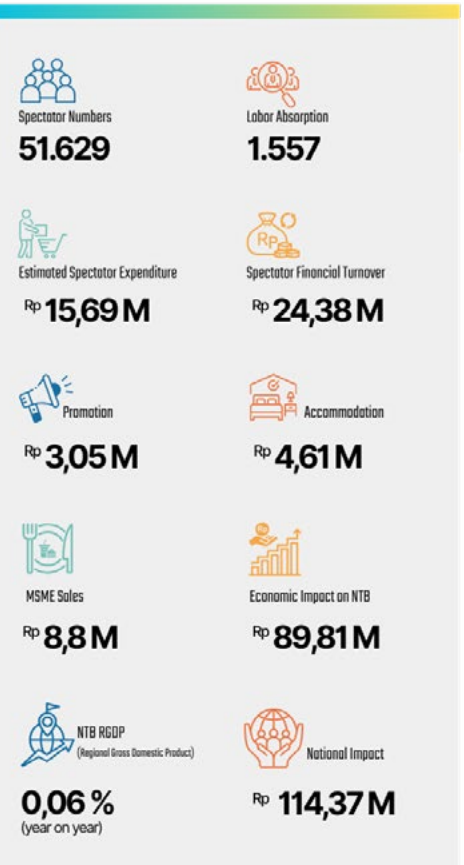 Spectator Numbers
51.629
Labor Absorption
1.557
Estimated Spectator Expenditure
Rp 15,69 M
Rp
Spectator Financial Turnover
Rp 24,38 M
Promotion
Rp 3,05 M
Accommodation
Rp 4,61 M
MSME Sales
Rp 8,8 M
Rp
Economic Impact on NTB
Rp 89,81 M
NTB RGDP
(Regional Gross Domestic Product)
0,06 %
(year on year)
National Impact
Rp 114,37 M